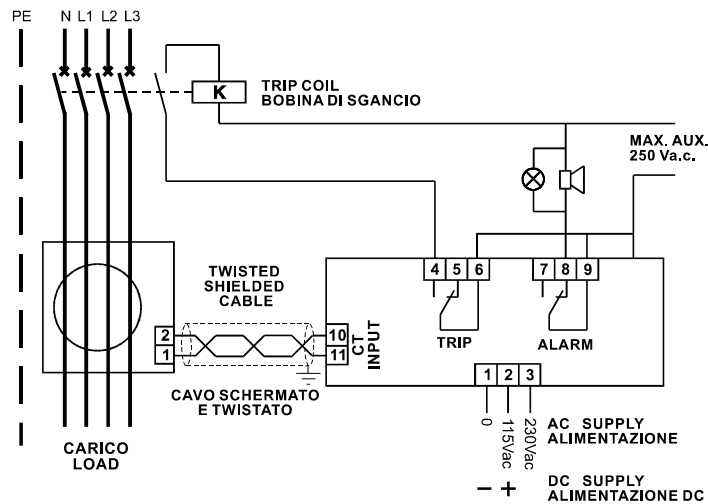 PE N L1 L2 L3
K
TRIP COIL
BOBINA DI SGANCIO
MAX. AUX.
250 Va.c.
4 5 6 7 8 9
TRIP
ALARM
TWISTED
SHIELDED
CABLE
2
1
10
11
CT
INPUT
CAVO SCHERMATO
E TWISTATO
1 2 3
0
115Vac
230Vac
AC SUPPLY
ALIMENTAZIONE
CARICO
LOAD
− +
DC SUPPLY
ALIMENTAZIONE DC